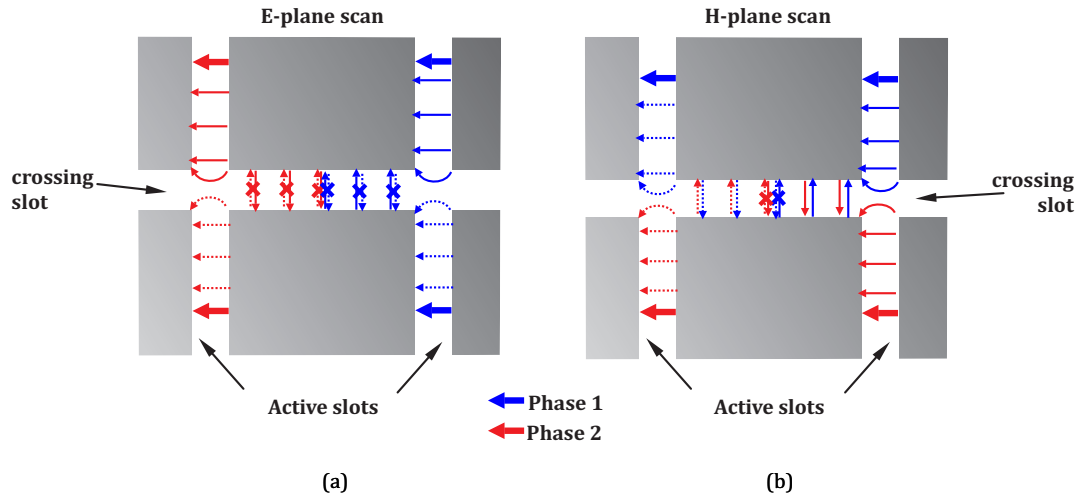 E-plane scan
H-plane scan
crossing
slot
crossing
slot
Active slots
Active slots
Phase 1
Phase 2
(a)
(b)